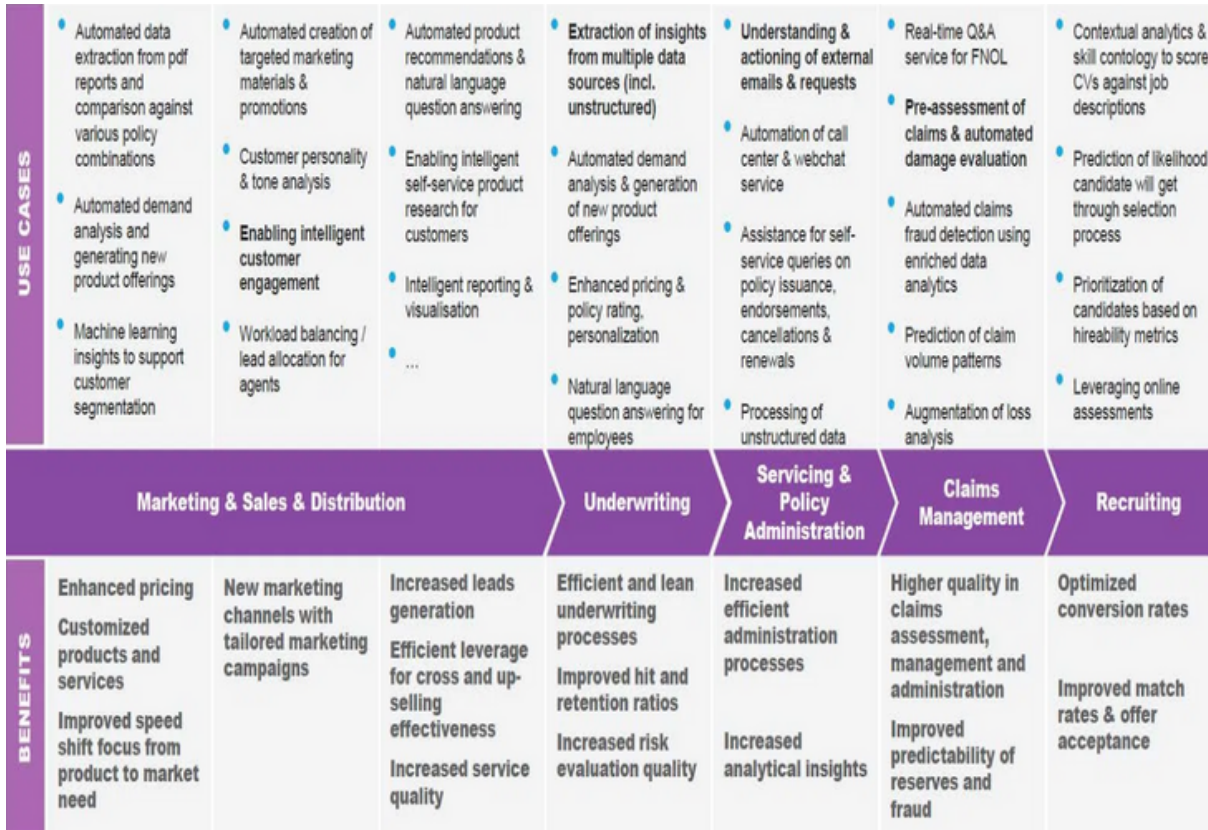 USE CASES
• Automated data
extraction from pdf
reports and
comparison against
various policy
combinations
• Automated demand
analysis and
generating new
product offerings
• Machine learning
insights to support
customer
segmentation
• Automated creation of
targeted marketing
materials &
promotions
• Customer personality
& tone analysis
• Enabling intelligent
customer
engagement
• Workload balancing /
lead allocation for
agents
• Automated product
recommendations &
natural language
question answering
• Enabling intelligent
self-service product
research for
customers
• Intelligent reporting &
visualisation
• ...
• Extraction of insights
from multiple data
sources (incl.
unstructured)
• Automated demand
analysis & generation
of new product
offerings
• Enhanced pricing &
policy rating,
personalization
• Natural language
question answering for
employees
• Understanding &
actioning of external
emails & requests
• Automation of call
center & webchat
service
• Assistance for self-
service queries on
policy issuance,
endorsements,
cancellations &
renewals
• Processing of
unstructured data
• Real-time Q&A
service for FNOL
• Pre-assessment of
claims & automated
damage evaluation
• Automated claims
fraud detection using
enriched data
analytics
• Prediction of claim
volume patterns
• Augmentation of loss
analysis
• Contextual analytics &
skill contology to score
CVs against job
descriptions
• Prediction of likelihood
candidate will get
through selection
process
• Prioritization of
candidates based on
hireability metrics
• Leveraging online
assessments
Marketing & Sales & Distribution
Underwriting
Servicing &
Policy
Administration
Claims
Management
Recruiting
BENEFITS
Enhanced pricing
Customized
products and
services
Improved speed
shift focus from
product to market
need
New marketing
channels with
tailored marketing
campaigns
Increased leads
generation
Efficient leverage
for cross and up-
selling
effectiveness
Increased service
quality
Efficient and lean
underwriting
processes
Improved hit and
retention ratios
Increased risk
evaluation quality
Increased
efficient
administration
processes
Increased
analytical insights
Higher quality in
claims
assessment,
management and
administration
Improved
predictability of
reserves and
fraud
Optimized
conversion rates
Improved match
rates & offer
acceptance